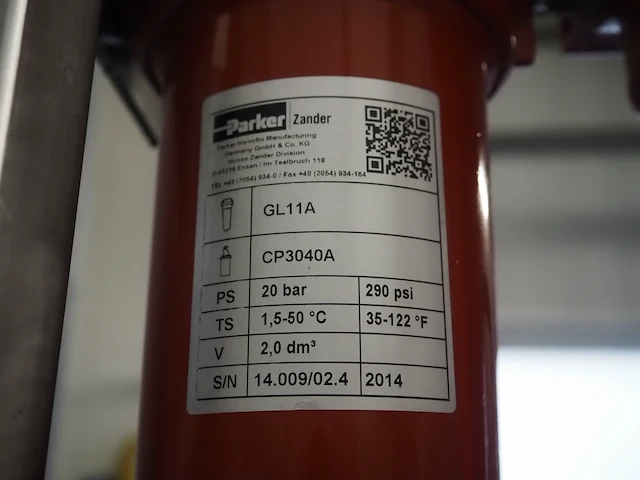 Parker Zander
Parker Hannifin Manufacturing
Germany GmbH & Co. KG
Hiross Zander Division
D-45219 Essen / Im Teelbruch 118
TEL +49 (2054) 934-0 / Fax +49 (2054) 934-164
GL11A
CP3040A
PS 20 bar 290 psi
TS 1,5-50 °C 35-122 °F
V 2,0 dm³
S/N 14.009/02.4 2014